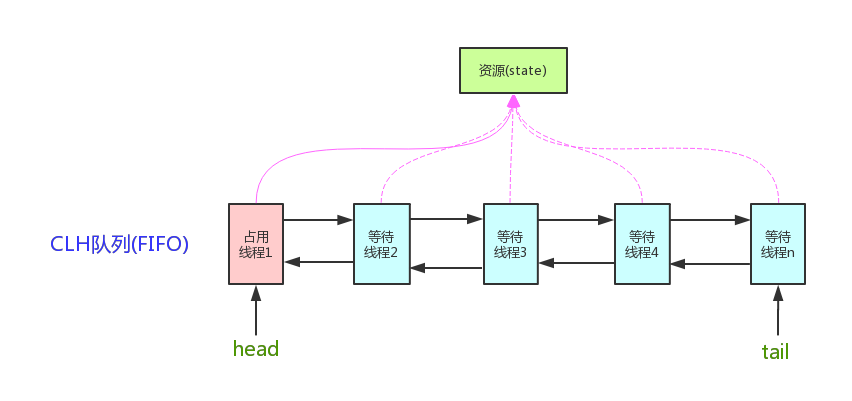 资源(state)
CLH队列(FIFO)
占用
线程1
等待
线程2
等待
线程3
等待
线程4
等待
线程n
head
tail